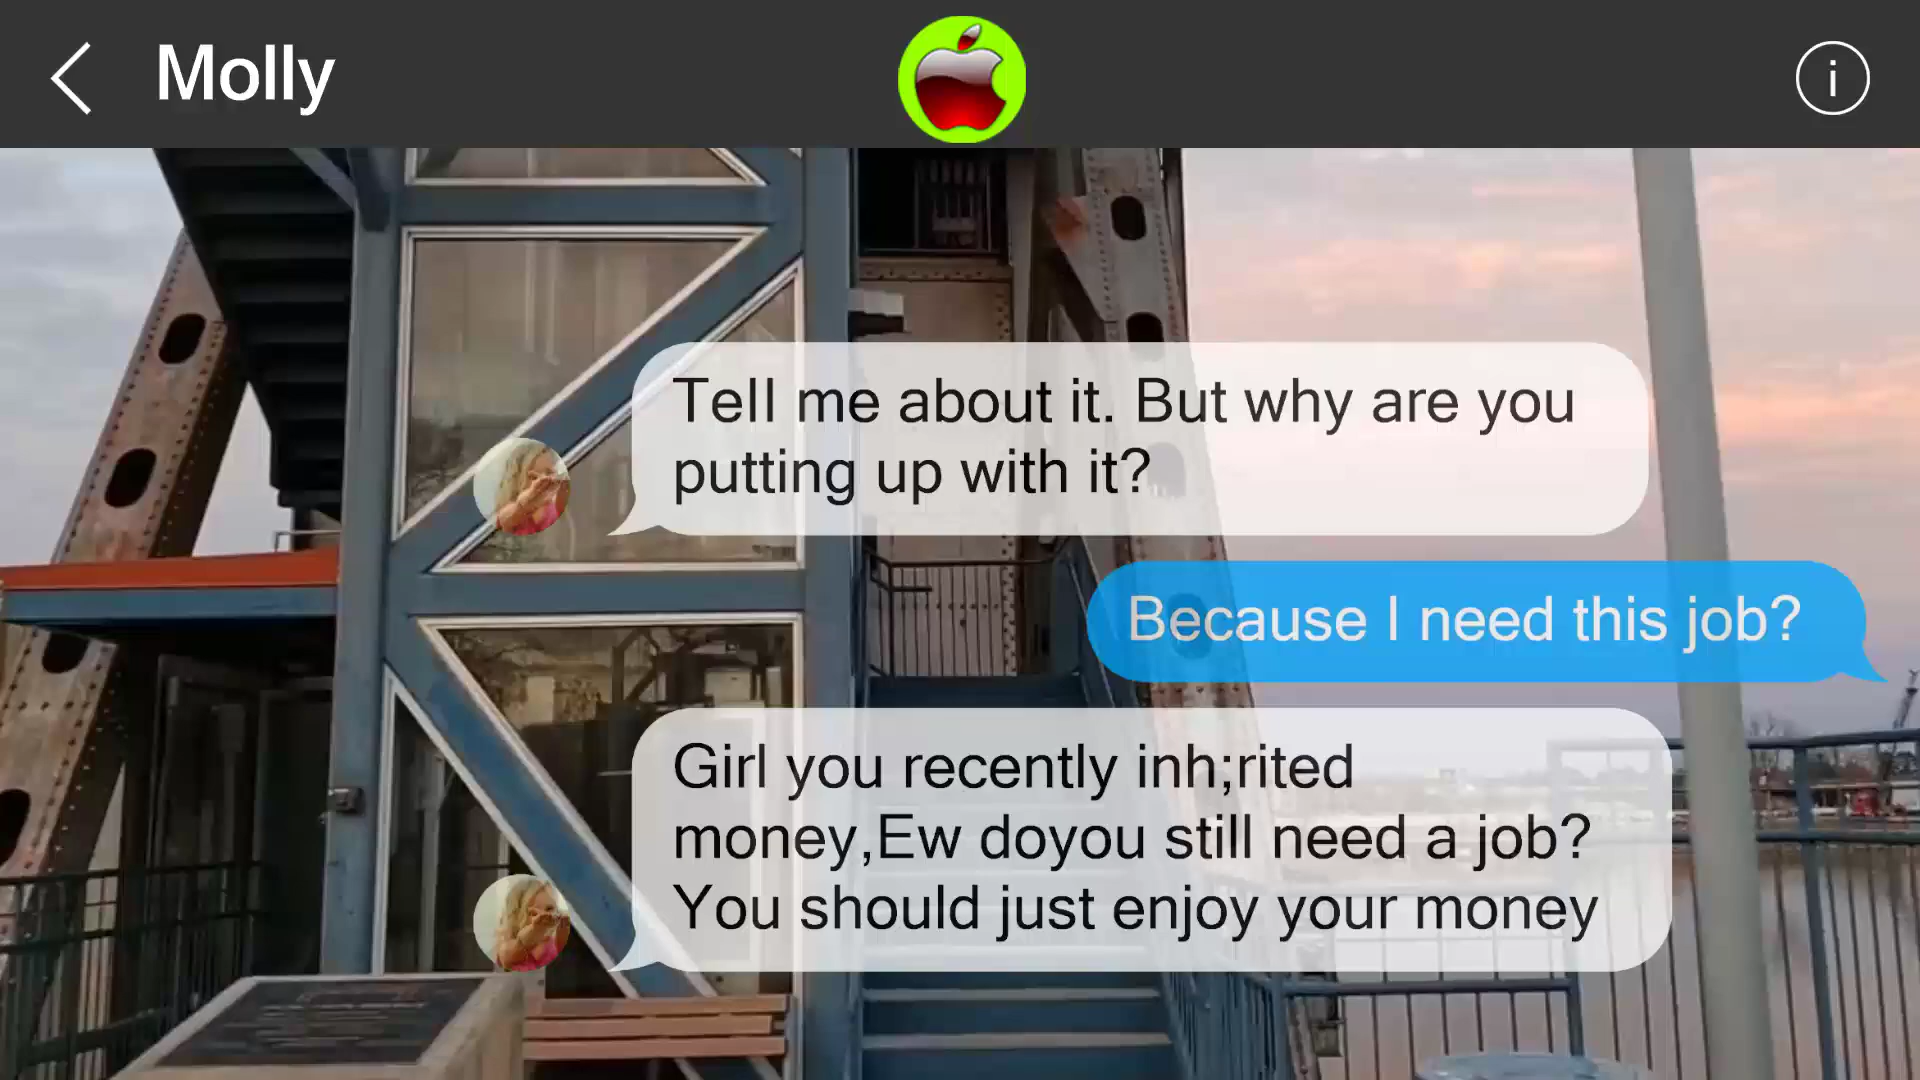 Molly
Tell me about it. But why are you
putting up with it?
Because I need this job?
Girl you recently inh;rited
money,Ew doyou still need a job?
You should just enjoy your money